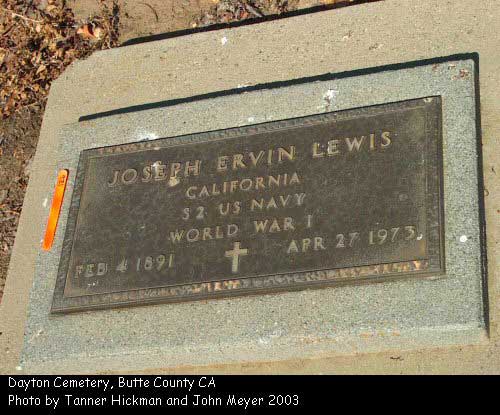 JOSEPH ERVIN LEWIS
CALIFORNIA
S2 US NAVY
WORLD WAR I
FEB 4 1891 APR 27 1973
Dayton Cemetery, Butte County CA
Photo by Tanner Hickman and John Meyer 2003